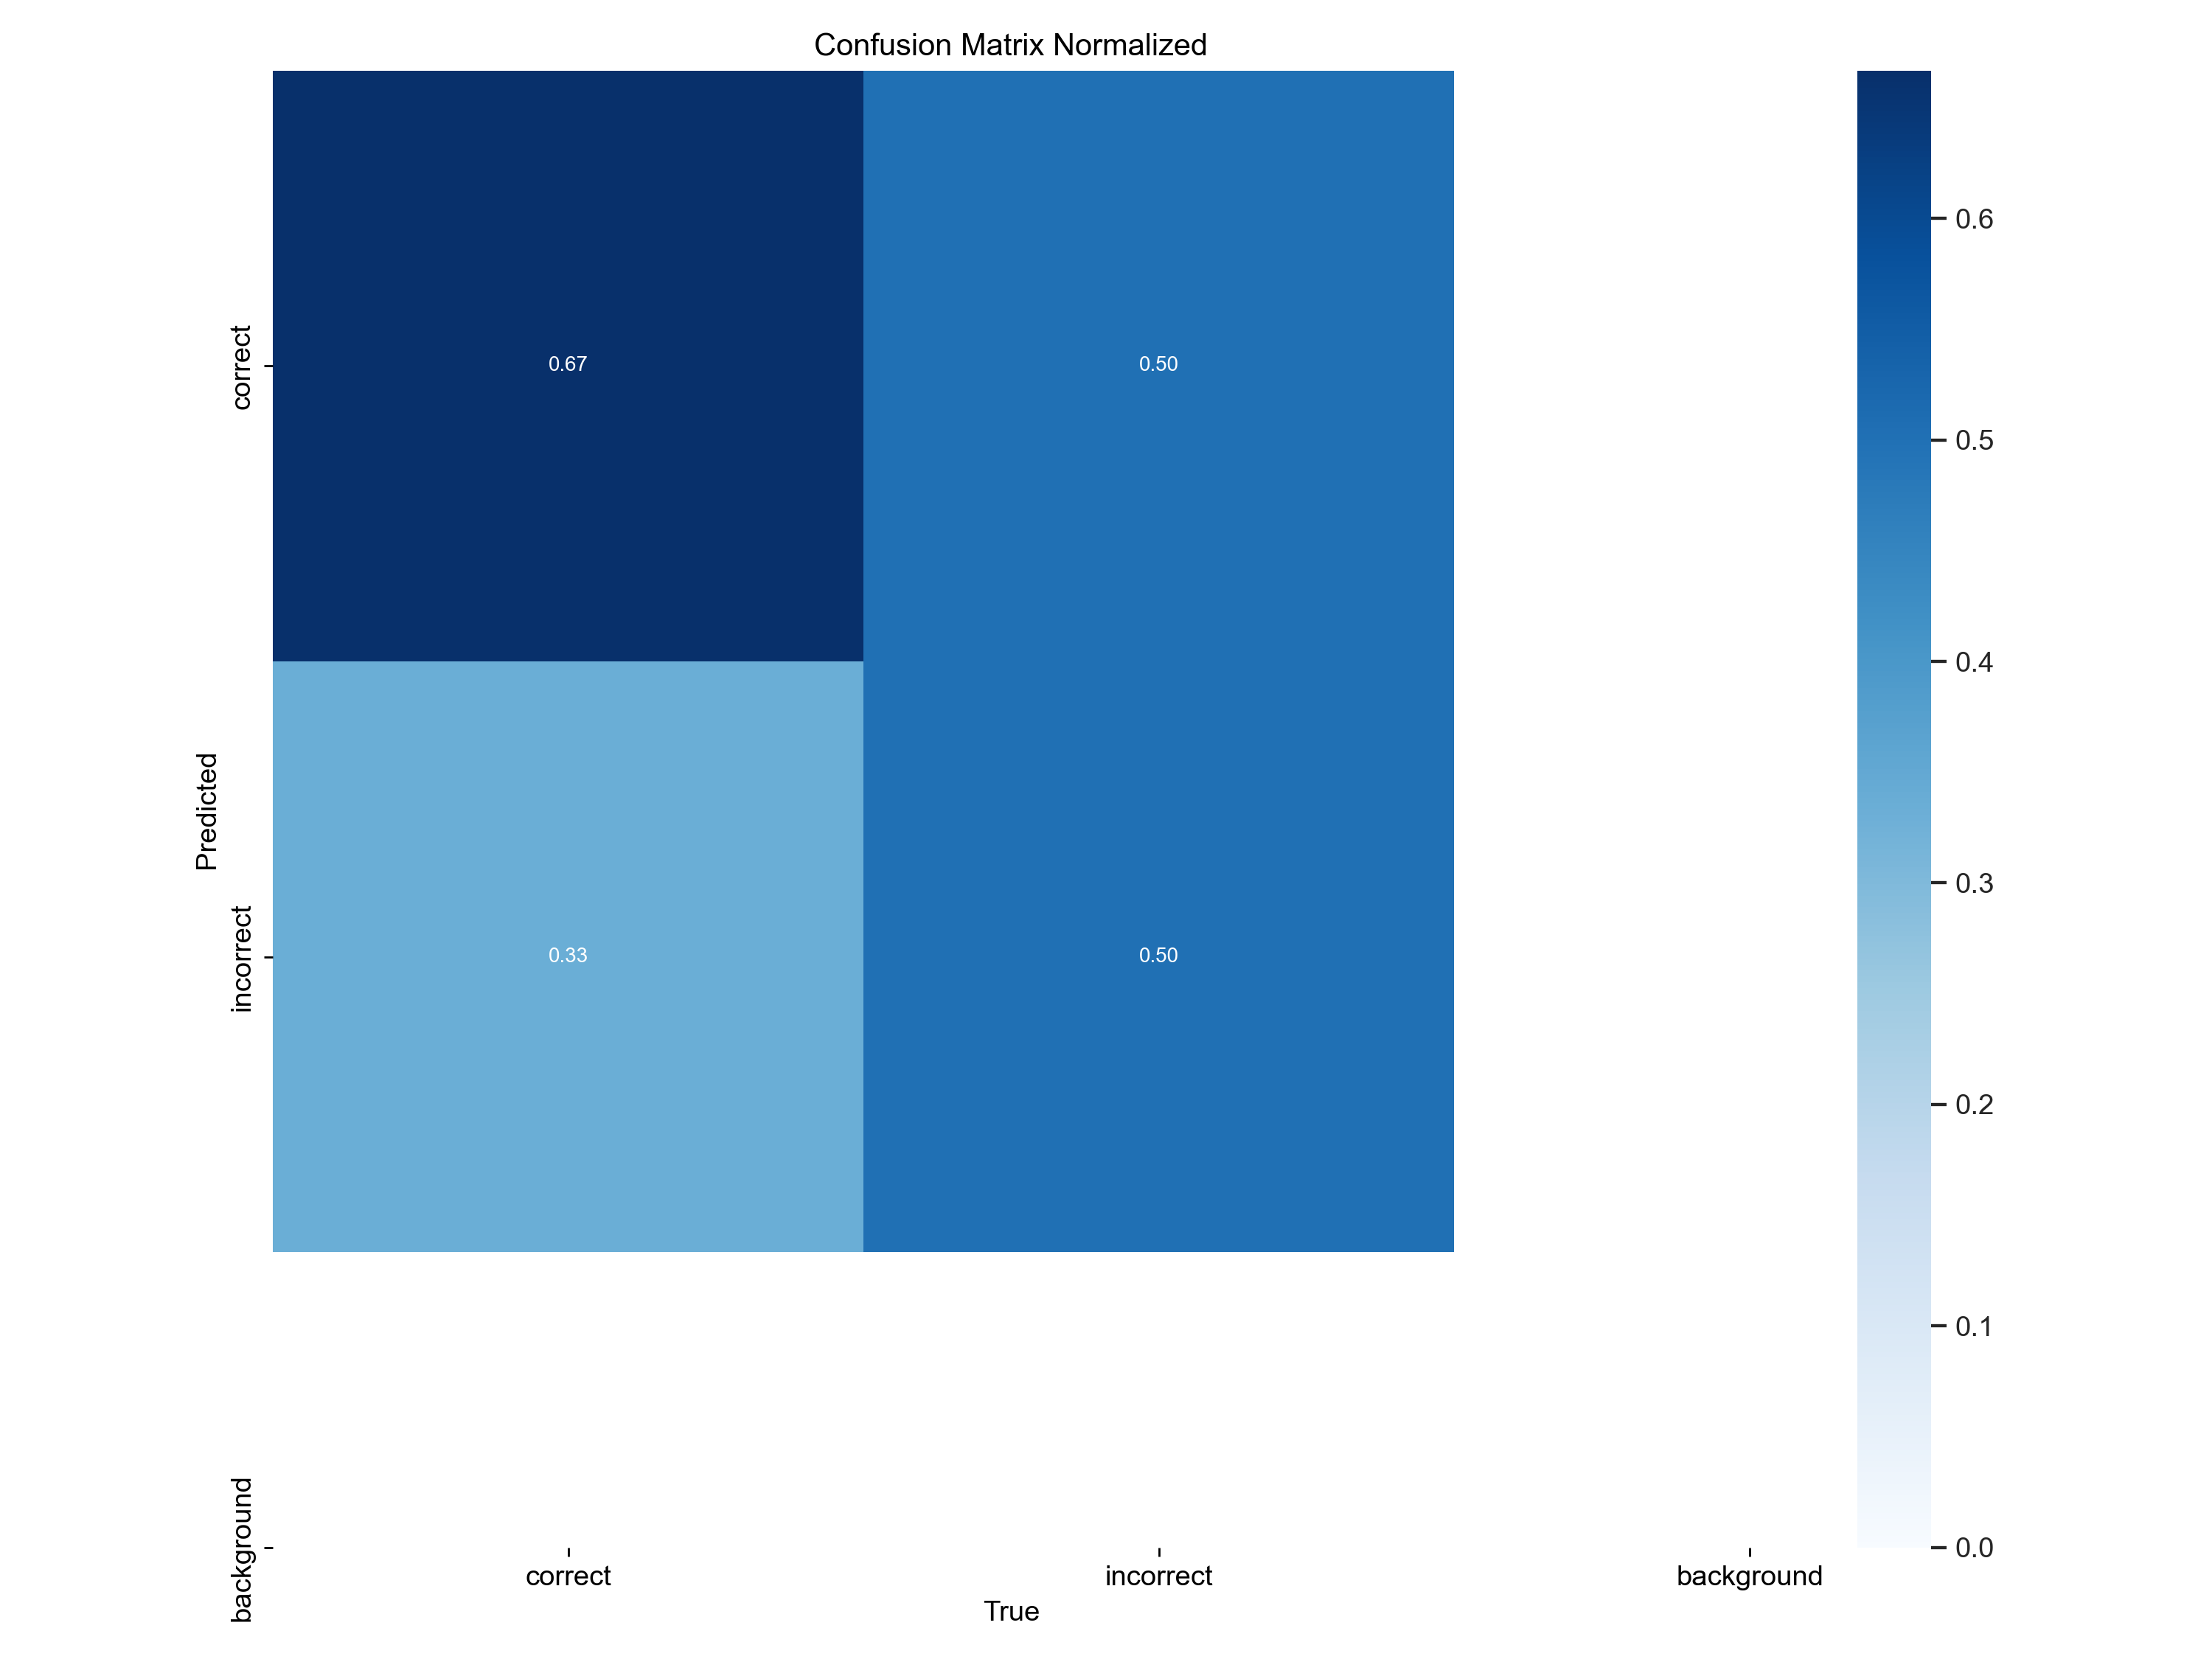 Confusion Matrix Normalized
correct
incorrect
background
Predicted
0.67
0.50
0.33
0.50
correct
incorrect
background
True
0.6
0.5
0.4
0.3
0.2
0.1
0.0